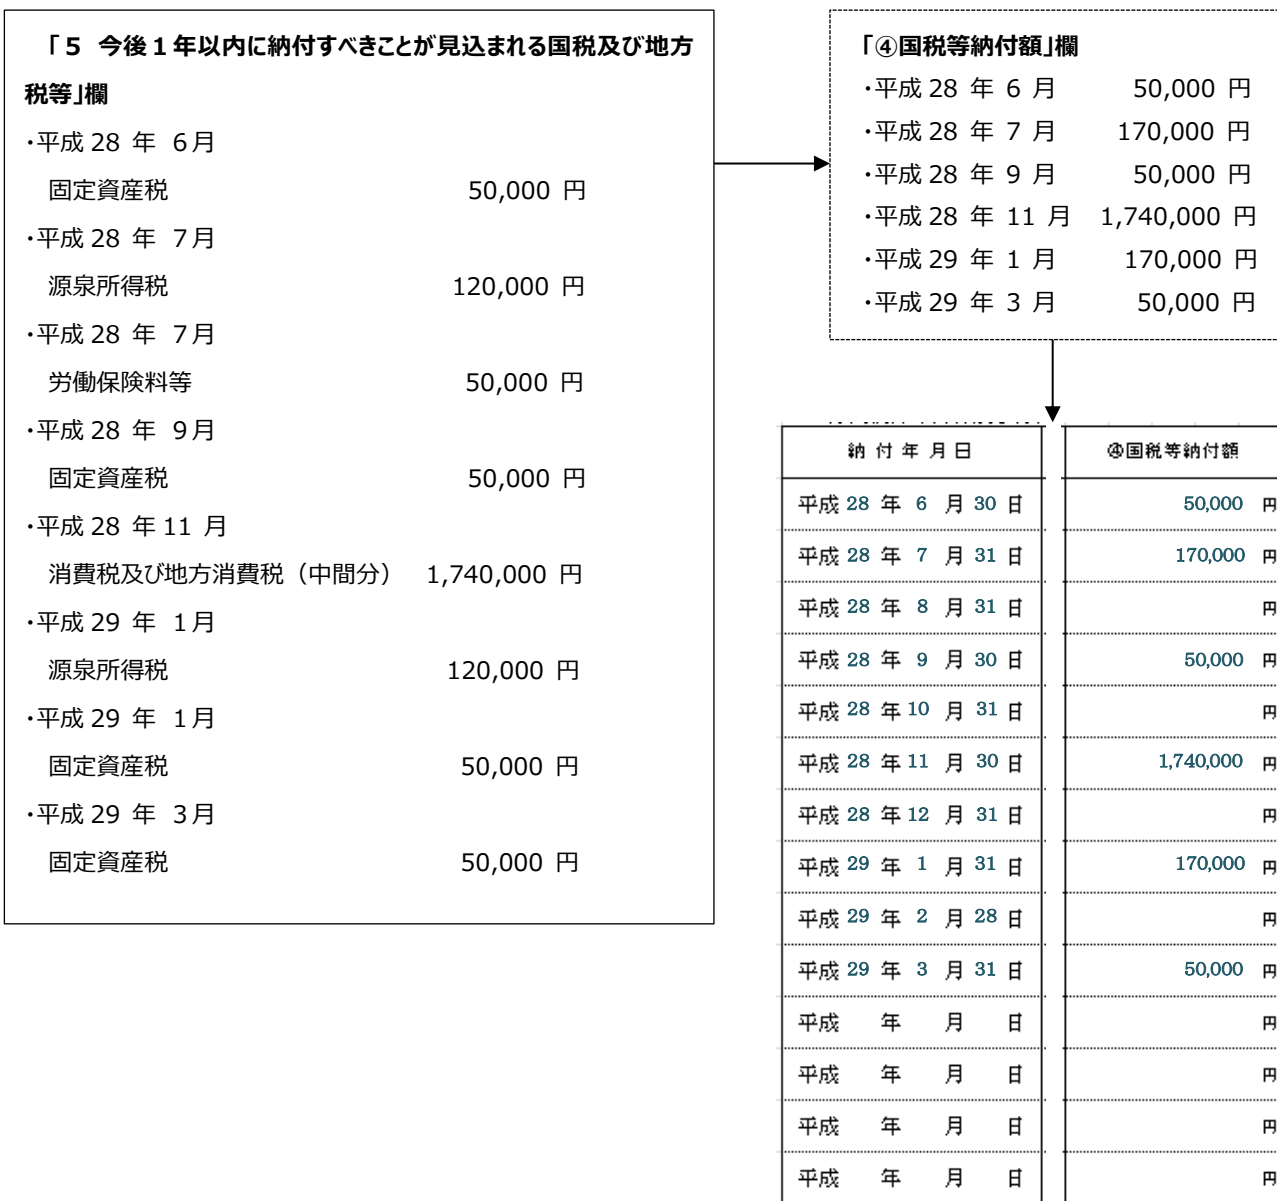 「5 今後1年以内に納付すべきことが見込まれる国税及び地方
税等」欄
・平成 28 年 6月
固定資産税 50,000 円
・平成 28 年 7月
源泉所得税 120,000 円
・平成 28 年 7月
労働保険料等 50,000 円
・平成 28 年 9月
固定資産税 50,000 円
・平成 28 年 11 月
消費税及び地方消費税（中間分） 1,740,000 円
・平成 29 年 1月
源泉所得税 120,000 円
・平成 29 年 1月
固定資産税 50,000 円
・平成 29 年 3月
固定資産税 50,000 円
「④国税等納付額」欄
・平成 28 年 6 月 50,000 円
・平成 28 年 7 月 170,000 円
・平成 28 年 9 月 50,000 円
・平成 28 年 11 月 1,740,000 円
・平成 29 年 1 月 170,000 円
・平成 29 年 3 月 50,000 円
納付年月日 ④国税等納付額
平成 28 年 6 月 30 日 50,000 円
平成 28 年 7 月 31 日 170,000 円
平成 28 年 8 月 31 日 円
平成 28 年 9 月 30 日 50,000 円
平成 28 年 10 月 31 日 円
平成 28 年 11 月 30 日 1,740,000 円
平成 28 年 12 月 31 日 円
平成 29 年 1 月 31 日 170,000 円
平成 29 年 2 月 28 日 円
平成 29 年 3 月 31 日 50,000 円
平成 年 月 日 円
平成 年 月 日 円
平成 年 月 日 円
平成 年 月 日 円